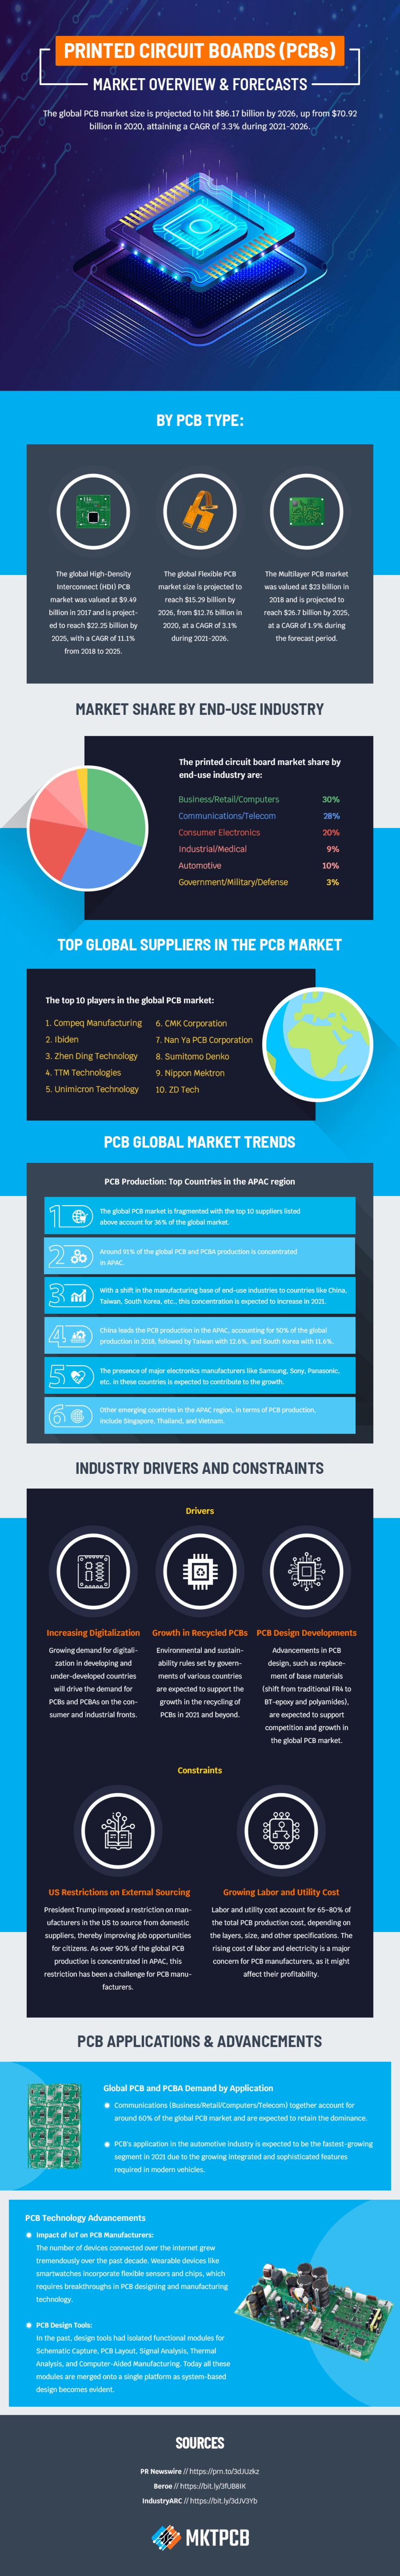 PRINTED CIRCUIT BOARDS (PCBs)
MARKET OVERVIEW & FORECASTS
The global PCB market size is projected to hit $86.17 billion by 2026, up from $70.92
billion in 2020, attaining a CAGR of 3.3% during 2021-2026.
BY PCB TYPE:
The global High-Density
Interconnect (HDI) PCB
market was valued at $9.49
billion in 2017 and is project-
ed to reach $22.25 billion by
2025, with a CAGR of 11.1%
from 2018 to 2025.
The global Flexible PCB
market size is projected to
reach $15.29 billion by
2026, from $12.76 billion in
2020, at a CAGR of 3.1%
during 2021-2026.
The Multilayer PCB market
was valued at $23 billion in
2018 and is projected to
reach $26.7 billion by 2025,
at a CAGR of 1.9% during
the forecast period.
MARKET SHARE BY END-USE INDUSTRY
The printed circuit board market share by
end-use industry are:
Business/Retail/Computers 30%
Communications/Telecom 28%
Consumer Electronics 20%
Industrial/Medical 9%
Automotive 10%
Government/Military/Defense 3%
TOP GLOBAL SUPPLIERS IN THE PCB MARKET
The top 10 players in the global PCB market:
1. Compeq Manufacturing
2. Ibiden
3. Zhen Ding Technology
4. TTM Technologies
5. Unimicron Technology
6. CMK Corporation
7. Nan Ya PCB Corporation
8. Sumitomo Denko
9. Nippon Mektron
10. ZD Tech
PCB GLOBAL MARKET TRENDS
PCB Production: Top Countries in the APAC region
1
The global PCB market is fragmented with the top 10 suppliers listed
above account for 36% of the global market.
2
Around 91% of the global PCB and PCBA production is concentrated
in APAC.
3
With a shift in the manufacturing base of end-use industries to countries like China,
Taiwan, South Korea, etc., this concentration is expected to increase in 2021.
4
China leads the PCB production in the APAC, accounting for 50% of the global
production in 2018, followed by Taiwan with 12.6%, and South Korea with 11.6%.
5
The presence of major electronics manufacturers like Samsung, Sony, Panasonic,
etc. in these countries is expected to contribute to the growth.
6
Other emerging countries in the APAC region, in terms of PCB production,
include Singapore, Thailand, and Vietnam.
INDUSTRY DRIVERS AND CONSTRAINTS
Drivers
Increasing Digitalization
Growing demand for digitali-
zation in developing and
under-developed countries
will drive the demand for
PCBs and PCBAs on the con-
sumer and industrial fronts.
Growth in Recycled PCBs
Environmental and sustain-
ability rules set by govern-
ments of various countries
are expected to support the
growth in the recycling of
PCBs in 2021 and beyond.
PCB Design Developments
Advancements in PCB
design, such as replace-
ment of base materials
(shift from traditional FR4 to
BT-epoxy and polyamides),
are expected to support
competition and growth in
the global PCB market.
Constraints
US Restrictions on External Sourcing
President Trump imposed a restriction on man-
ufacturers in the US to source from domestic
suppliers, thereby improving job opportunities
for citizens. As over 90% of the global PCB
production is concentrated in APAC, this
restriction has been a challenge for PCB manu-
facturers.
Growing Labor and Utility Cost
Labor and utility cost account for 65-80% of
the total PCB production cost, depending on
the layers, size, and other specifications. The
rising cost of labor and electricity is a major
concern for PCB manufacturers, as it might
affect their profitability.
PCB APPLICATIONS & ADVANCEMENTS
Global PCB and PCBA Demand by Application
Communications (Business/Retail/Computers/Telecom) together account for
around 60% of the global PCB market and are expected to retain the dominance.
PCB's application in the automotive industry is expected to be the fastest-growing
segment in 2021 due to the growing integrated and sophisticated features
required in modern vehicles.
PCB Technology Advancements
Impact of IoT on PCB Manufacturers:
The number of devices connected over the internet grew
tremendously over the past decade. Wearable devices like
smartwatches incorporate flexible sensors and chips, which
requires breakthroughs in PCB designing and manufacturing
technology.
PCB Design Tools:
In the past, design tools had isolated functional modules for
Schematic Capture, PCB Layout, Signal Analysis, Thermal
Analysis, and Computer-Aided Manufacturing. Today all these
modules are merged onto a single platform as system-based
design becomes evident.
SOURCES
PR Newswire // https://prn.to/3dJUzkz
Beroe // https://bit.ly/3fUB8IK
IndustryARC // https://bit.ly/3dJV3Yb
MKTPCB